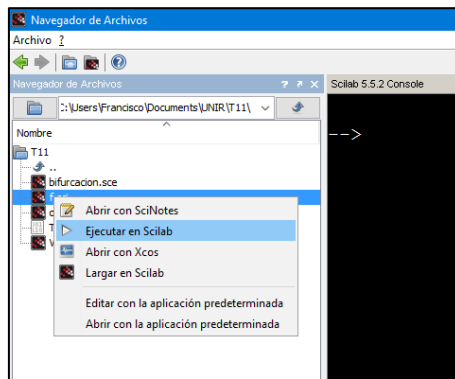 Navegador de Archivos
Archivo ?
Navegador de Archivos ? ↗ X
Scilab 5.5.2 Console
:\Users\Francisco\Documents\UNIR\T11\
Nombre
-->
T11
..
bifurcacion.sce
Abrir con SciNotes
Ejecutar en Scilab
Abrir con Xcos
Largar en Scilab
Editar con la aplicación predeterminada
Abrir con la aplicación predeterminada